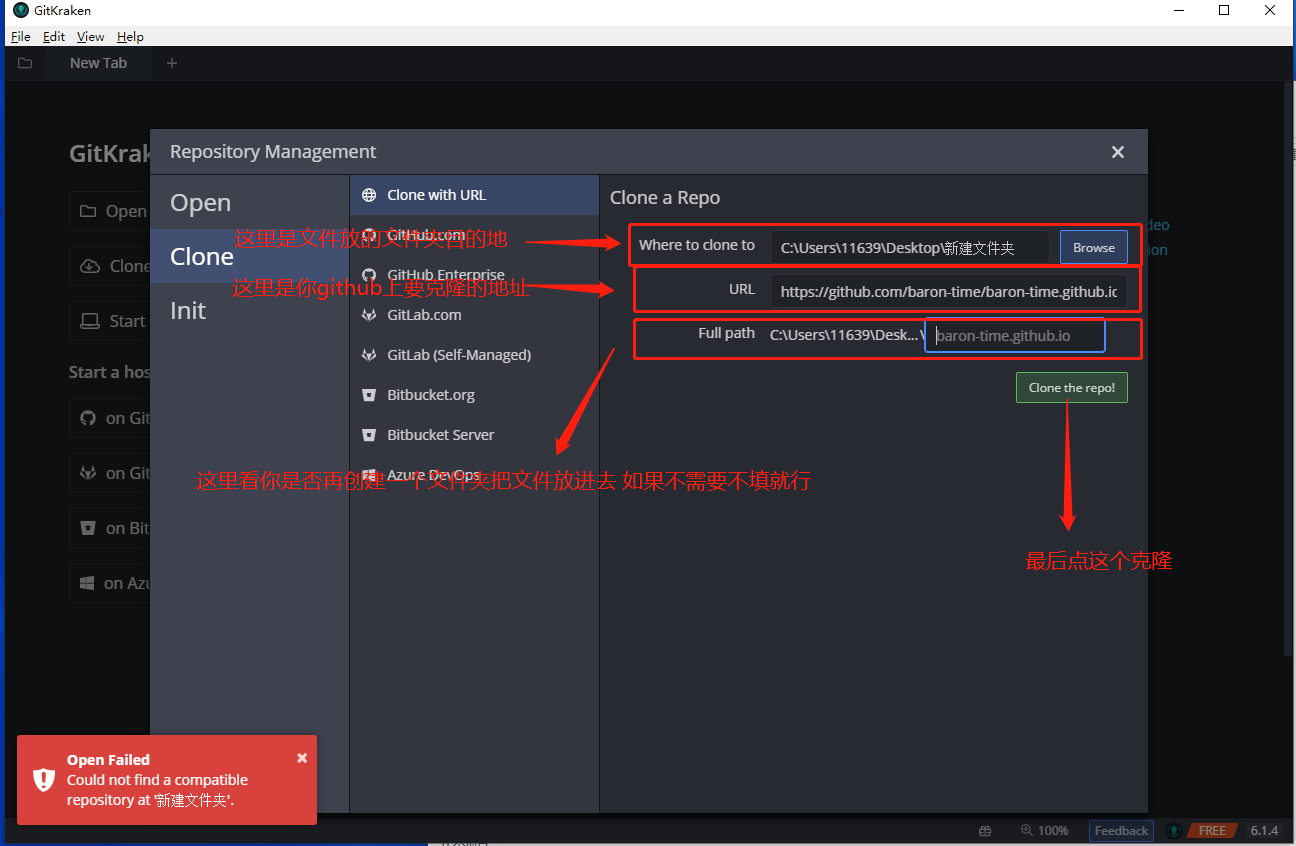 GitKraken
File Edit View Help
New Tab
GitKrak
Repository Management
Open
Clone
Start
Start a hos
on Git
on Git
on Bit
on Azu
Open
Clone
Init
Clone with URL
GitHub.com
GitHub Enterprise
GitLab.com
GitLab (Self-Managed)
Bitbucket.org
Bitbucket Server
Azure DevOps
Clone a Repo
Where to clone to C:\Users\11639\Desktop\新建文件夹 Browse
URL https://github.com/baron-time/baron-time.github.ic
Full path C:\Users\11639\Desk...\ baron-time.github.io
Clone the repo!
这里是文件放的文件夹目的地
这里是你github上要克隆的地址
这里看你是否再创建一个文件夹把文件放进去 如果不需要不填就行
最后点这个克隆
deo
ion
Open Failed
Could not find a compatible
repository at '新建文件夹'.
100% Feedback FREE 6.1.4